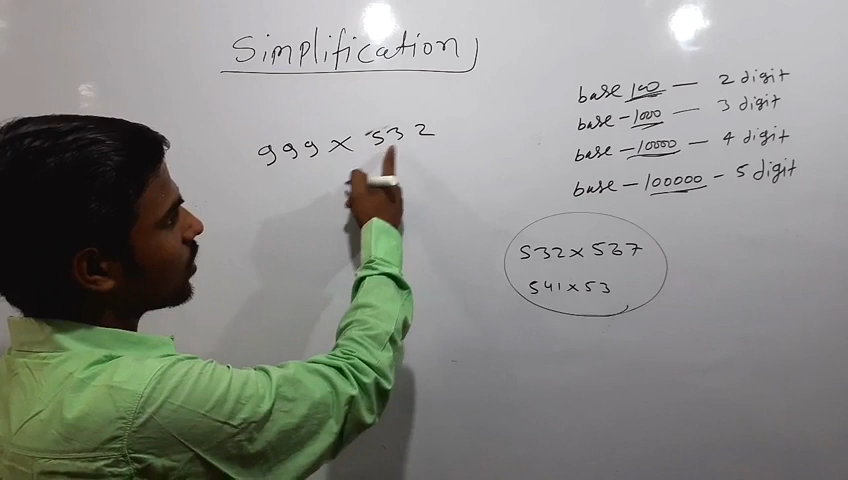 Simplification
999 x 532
base 100 — 2 digit
base - 1000 — 3 digit
base - 10000 - 4 digit
base - 100000 - 5 digit
532 x 537
541 x 53